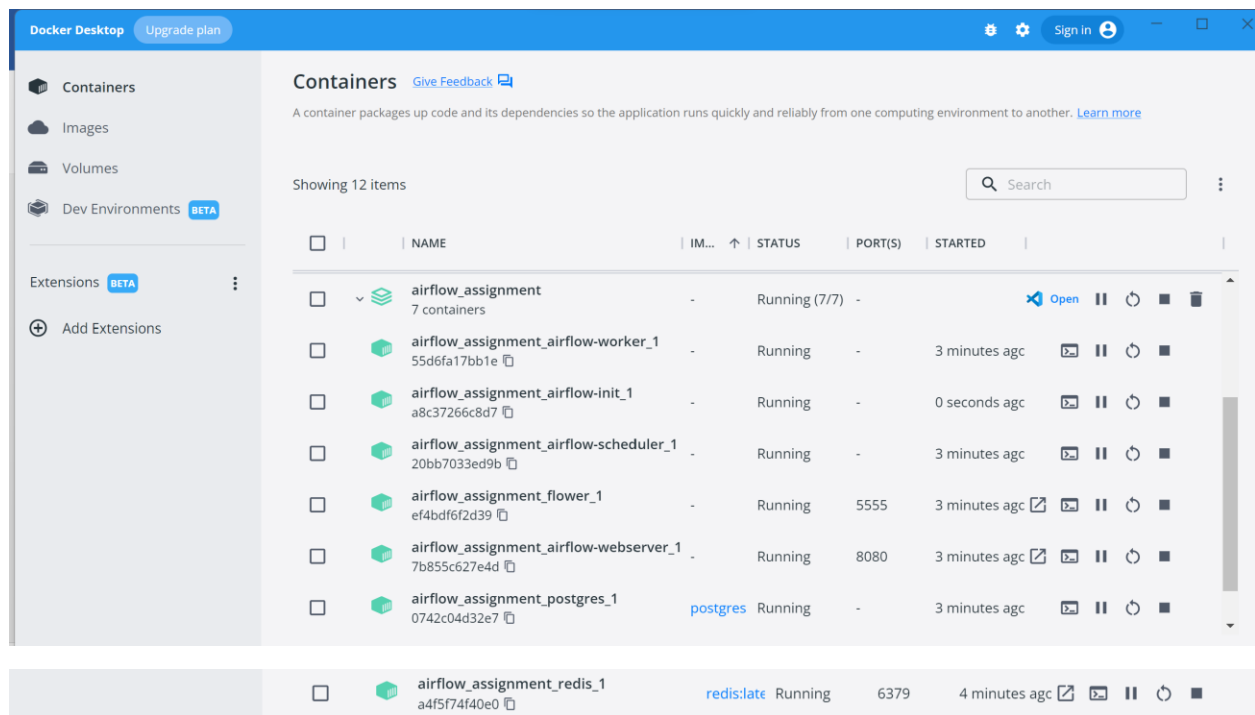 Docker Desktop Upgrade plan Sign in
Containers
Images
Volumes
Dev Environments BETA
Extensions BETA
Add Extensions
Containers Give Feedback
A container packages up code and its dependencies so the application runs quickly and reliably from one computing environment to another. Learn more
Showing 12 items Search
NAME IM... STATUS PORT(S) STARTED
airflow_assignment - Running (7/7) - Open
7 containers
airflow_assignment_airflow-worker_1 - Running - 3 minutes agc
55d6fa17bb1e
airflow_assignment_airflow-init_1 - Running - 0 seconds agc
a8c37266c8d7
airflow_assignment_airflow-scheduler_1 - Running - 3 minutes agc
20bb7033ed9b
airflow_assignment_flower_1 - Running 5555 3 minutes agc
ef4bdf6f2d39
airflow_assignment_airflow-webserver_1 - Running 8080 3 minutes agc
7b855c627e4d
airflow_assignment_postgres_1 postgres Running - 3 minutes agc
0742c04d32e7
airflow_assignment_redis_1 redis:late Running 6379 4 minutes agc
a4f5f74f40e0